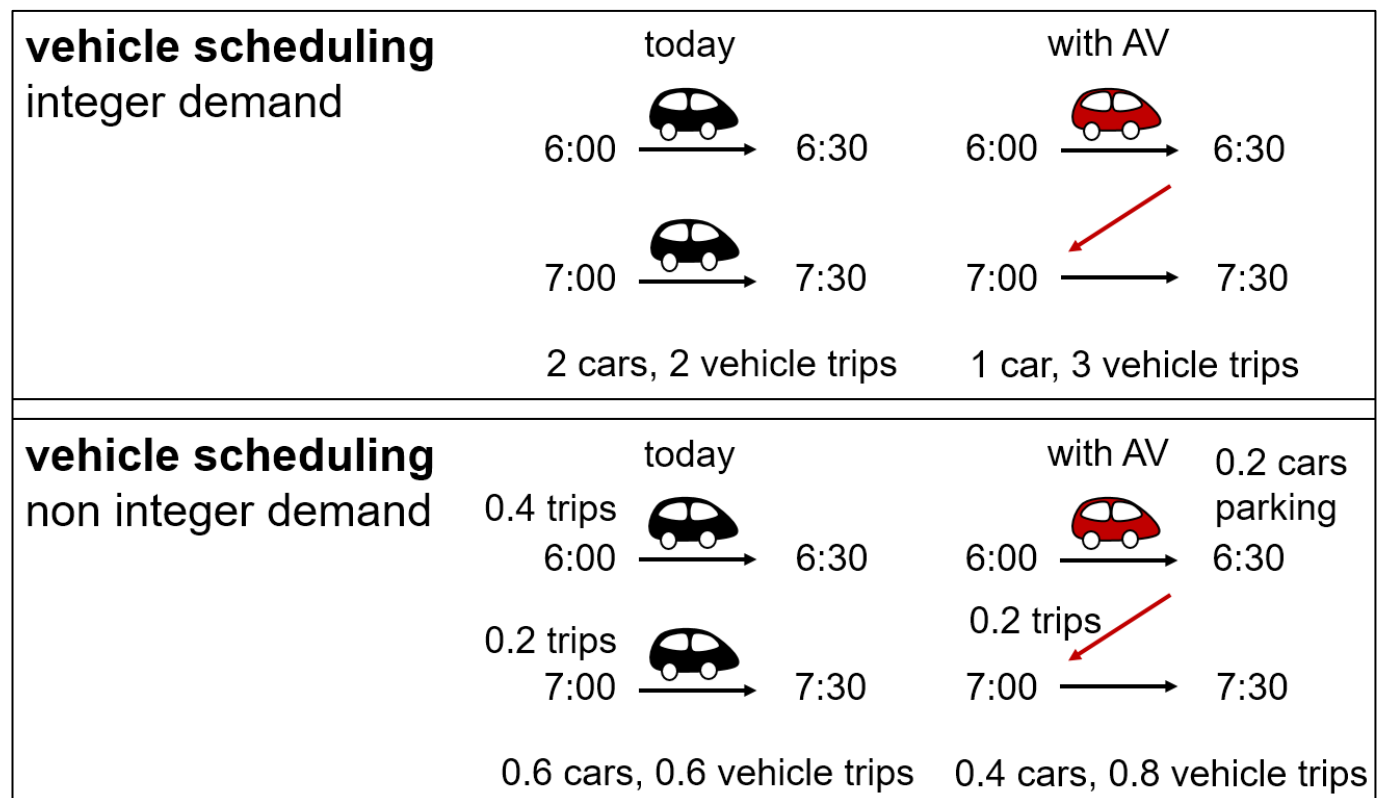 vehicle scheduling
integer demand
today
with AV
6:00
6:30
6:00
6:30
7:00
7:30
7:00
7:30
2 cars, 2 vehicle trips
1 car, 3 vehicle trips
vehicle scheduling
non integer demand
today
with AV
0.2 cars
parking
0.4 trips
6:00
6:30
6:00
6:30
0.2 trips
0.2 trips
7:00
7:30
7:00
7:30
0.6 cars, 0.6 vehicle trips
0.4 cars, 0.8 vehicle trips